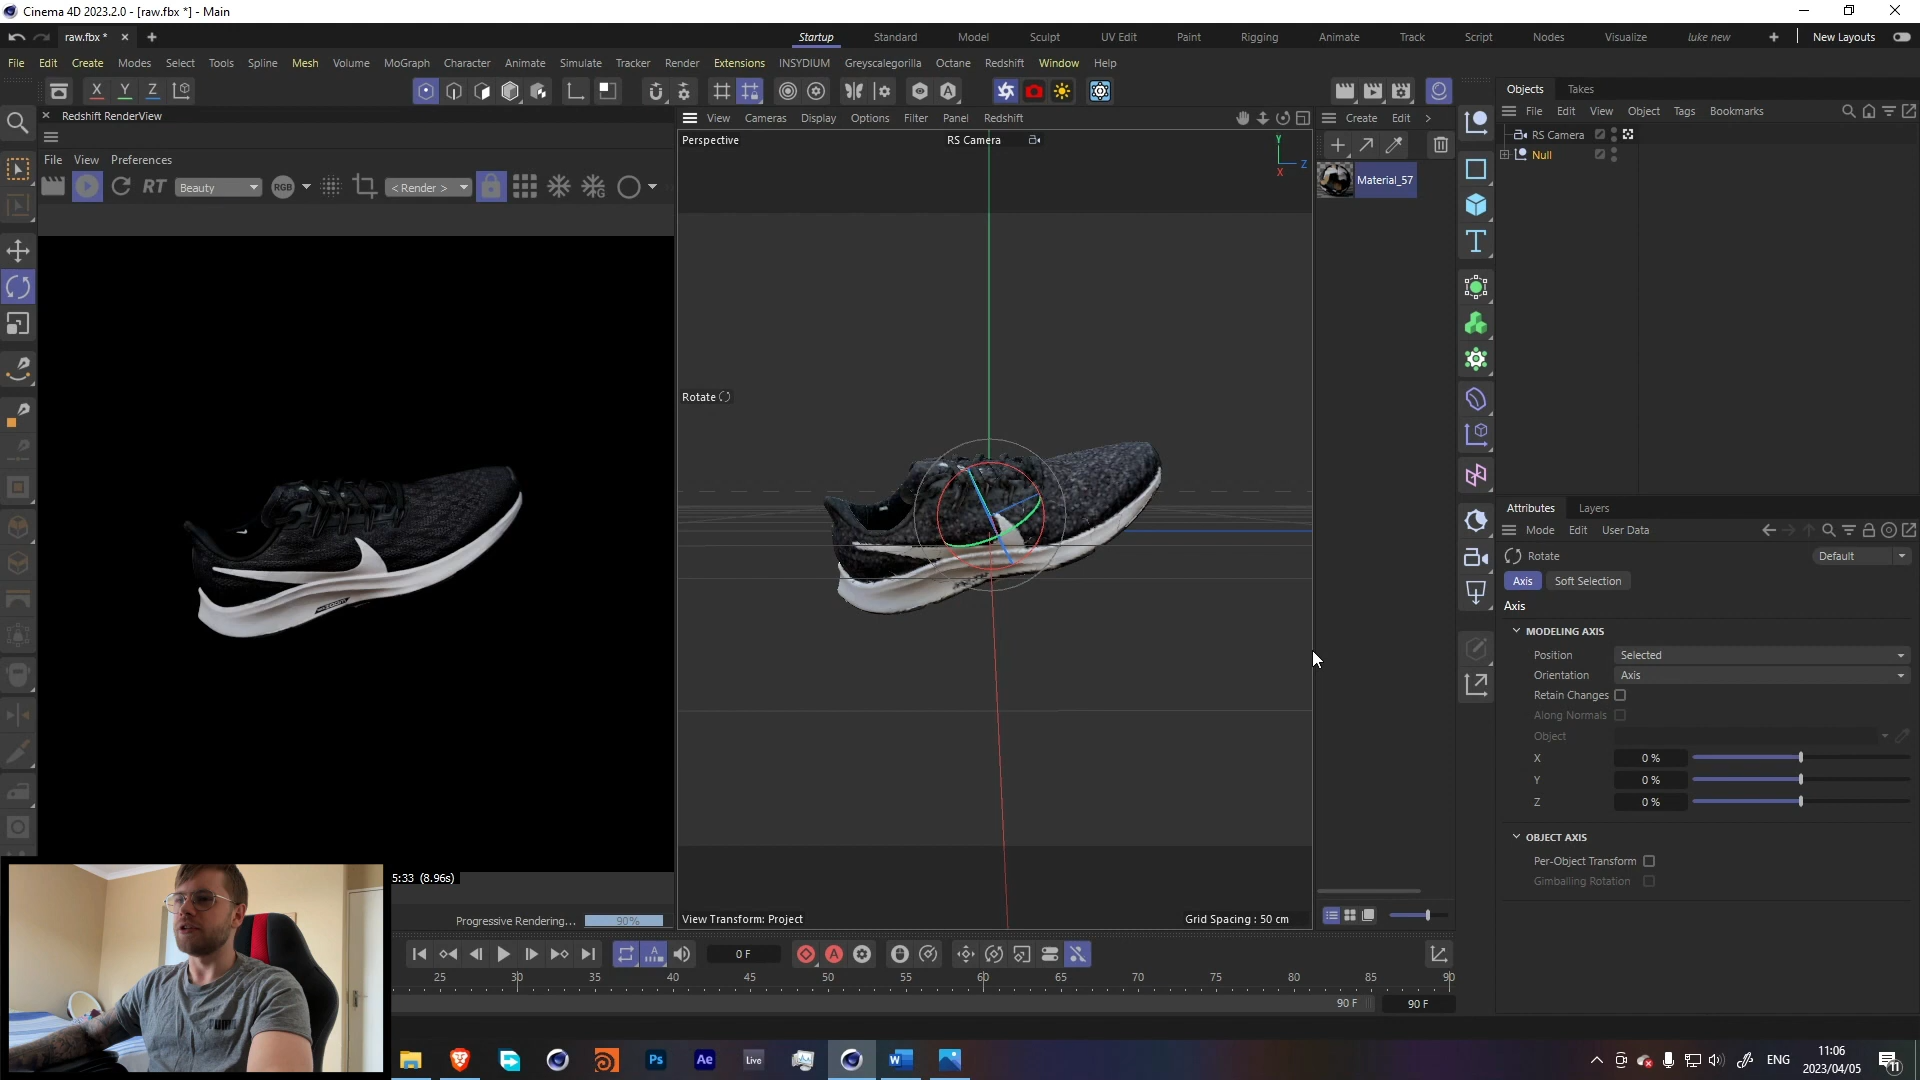 Cinema 4D 2023.2.0 - [raw.fbx *] - Main
raw.fbx *
Startup Standard Model Sculpt UV Edit Paint Rigging Animate Track Script Nodes Visualize luke new New Layouts
File Edit Create Modes Select Tools Spline Mesh Volume MoGraph Character Animate Simulate Tracker Render Extensions INSYDIUM Greyscalegorilla Octane Redshift Window Help
X Y Z
Objects Takes
Redshift RenderView
View Cameras Display Options Filter Panel Redshift
Create Edit
File Edit View Object Tags Bookmarks
Perspective
RS Camera
Y
Z
X
RS Camera
Null
File View Preferences
RT Beauty RGB < Render >
Material_57
Rotate
Attributes Layers
Mode Edit User Data
Rotate
Default
Axis Soft Selection
Axis
MODELING AXIS
Position Selected
Orientation Axis
Retain Changes
Along Normals
Object
X 0 %
Y 0 %
Z 0 %
OBJECT AXIS
Per-Object Transform
Gimballing Rotation
5:33 (8.96s)
Progressive Rendering... 90%
View Transform: Project
Grid Spacing : 50 cm
0 F
25 30 35 40 45 50 55 60 65 70 75 80 85 90
90 F 90 F
Ps Ae Live W
ENG
11:06
2023/04/05
11